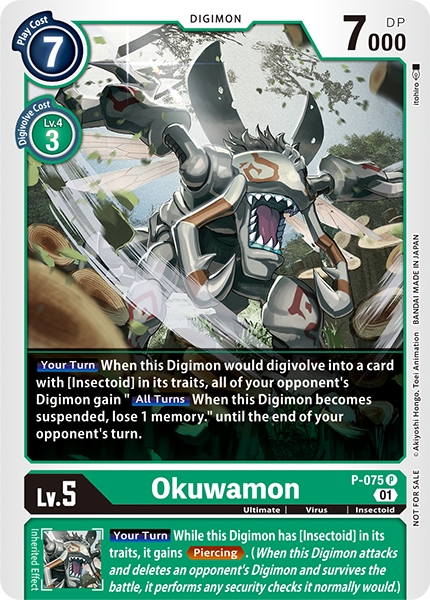 DIGIMON
Play Cost
7
7000 DP
Digivolve Cost
Lv.4
3
itohiro
© Akiyoshi Hongo, Toei Animation BANDAI MADE IN JAPAN
NOT FOR SALE
Your Turn When this Digimon would digivolve into a card
with [Insectoid] in its traits, all of your opponent's
Digimon gain " All Turns When this Digimon becomes
suspended, lose 1 memory." until the end of your
opponent's turn.
P-075 P
Lv.5 Okuwamon 01
Ultimate | Virus | Insectoid
Inherited Effect
Your Turn While this Digimon has [Insectoid] in its
traits, it gains Piercing . (When this Digimon attacks
and deletes an opponent's Digimon and survives the
battle, it performs any security checks it normally would.)